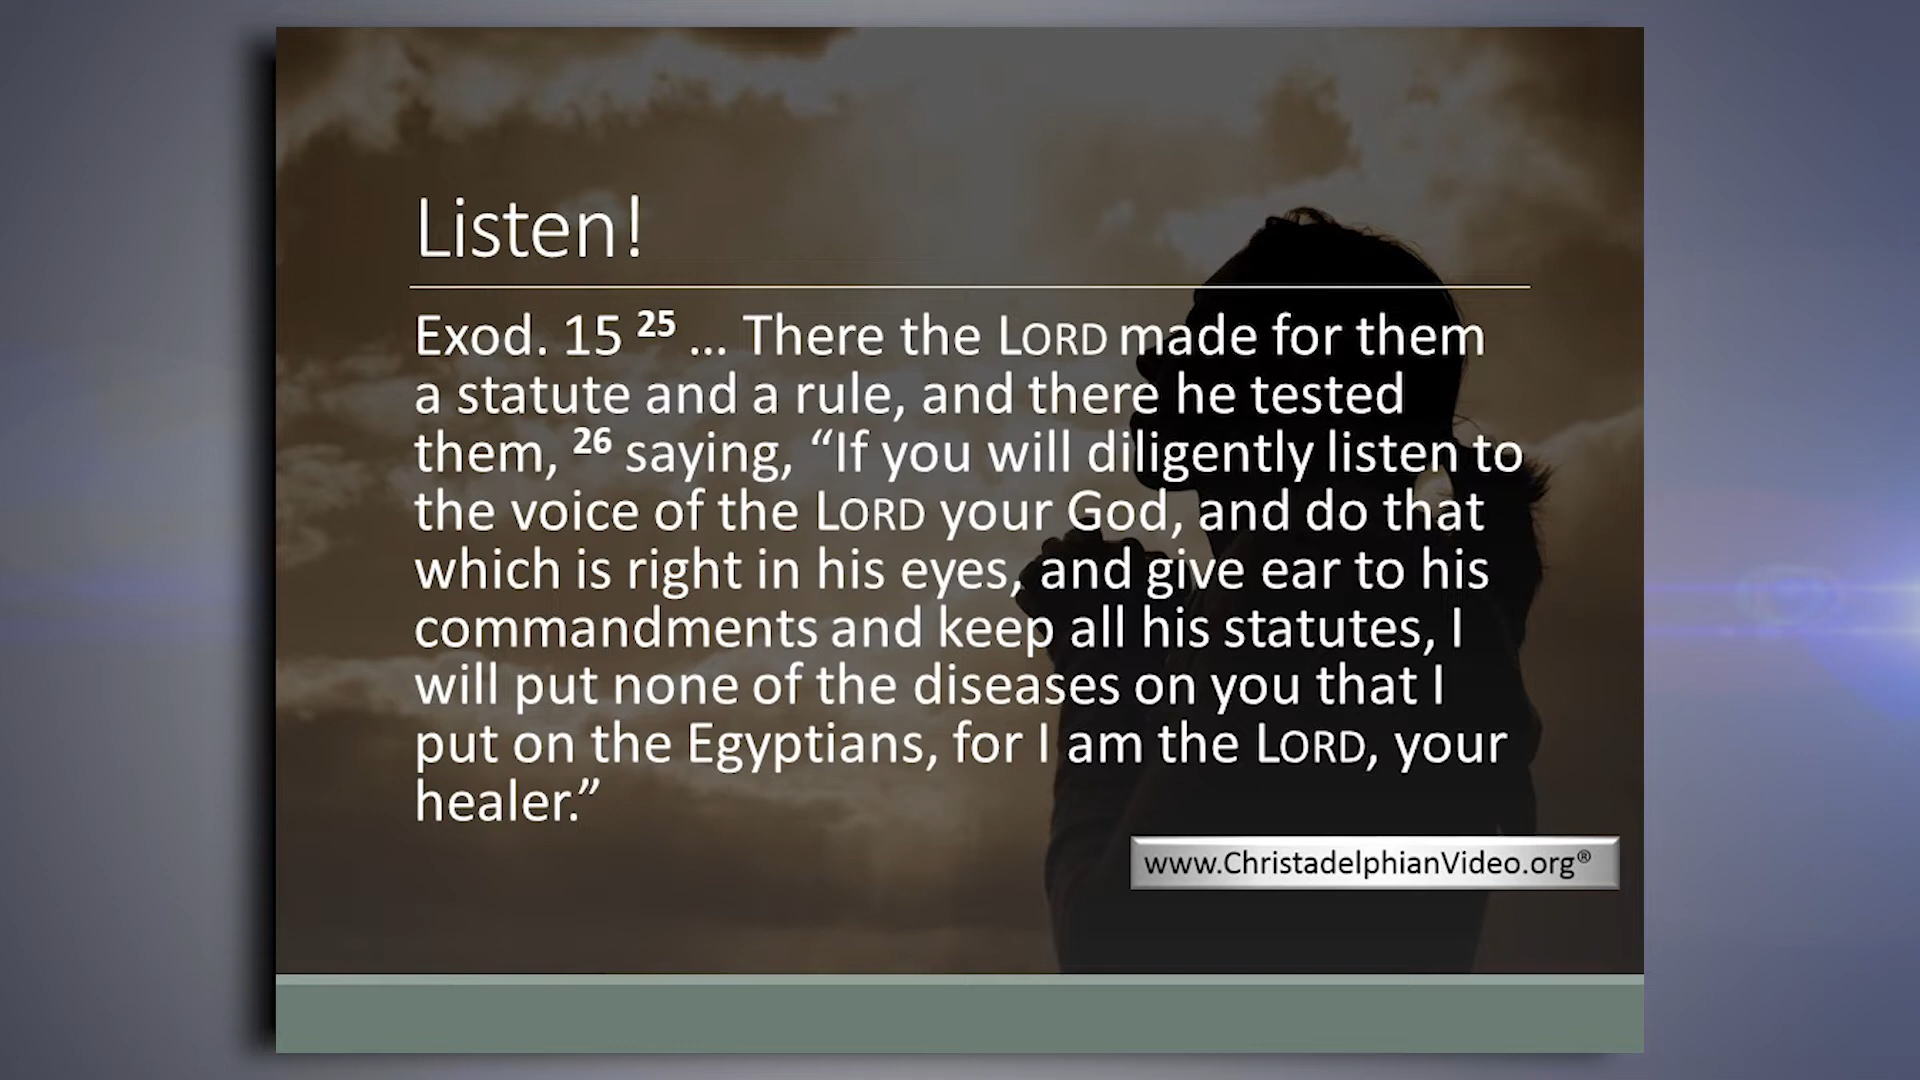 Listen!
Exod. 15 25 ... There the LORD made for them
a statute and a rule, and there he tested
them, 26 saying, “If you will diligently listen to
the voice of the LORD your God, and do that
which is right in his eyes, and give ear to his
commandments and keep all his statutes, I
will put none of the diseases on you that I
put on the Egyptians, for I am the LORD, your
healer.”
www.ChristadelphianVideo.org®